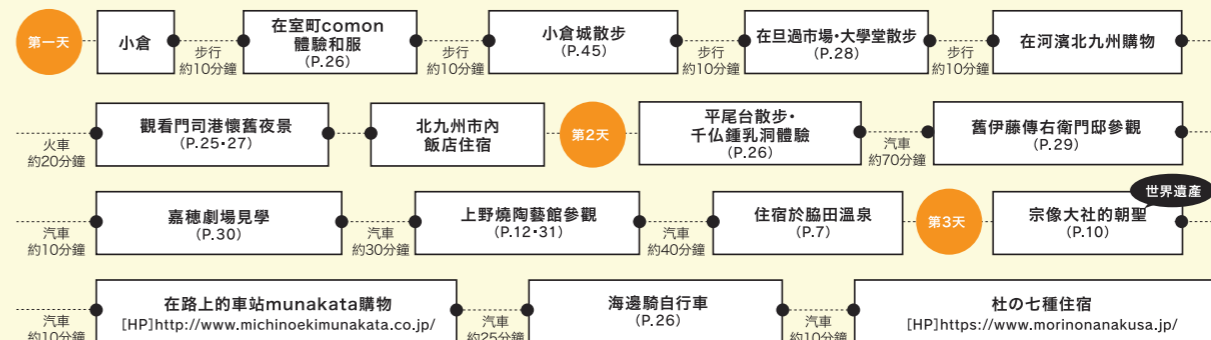 第一天
小倉
步行
約10分鐘
在室町comon
體驗和服
(P.26)
步行
約10分鐘
小倉城散步
(P.45)
步行
約10分鐘
在旦過市場・大學堂散步
(P.28)
步行
約10分鐘
在河濱北九州購物
火車
約20分鐘
觀看門司港懷舊夜景
(P.25・27)
北九州市內
飯店住宿
第2天
平尾台散步・
千仏鍾乳洞體驗
(P.26)
汽車
約70分鐘
舊伊藤傳右衛門邸參觀
(P.29)
汽車
約10分鐘
嘉穗劇場見學
(P.30)
汽車
約30分鐘
上野燒陶藝館參觀
(P.12・31)
汽車
約40分鐘
住宿於脇田溫泉
(P.7)
第3天
世界遺產
宗像大社的朝聖
(P.10)
汽車
約10分鐘
在路上的車站munakata購物
[HP]http://www.michinoekimunakata.co.jp/
汽車
約25分鐘
海邊騎自行車
(P.26)
汽車
約10分鐘
杜の七種住宿
[HP]https://www.morinonanakusa.jp/